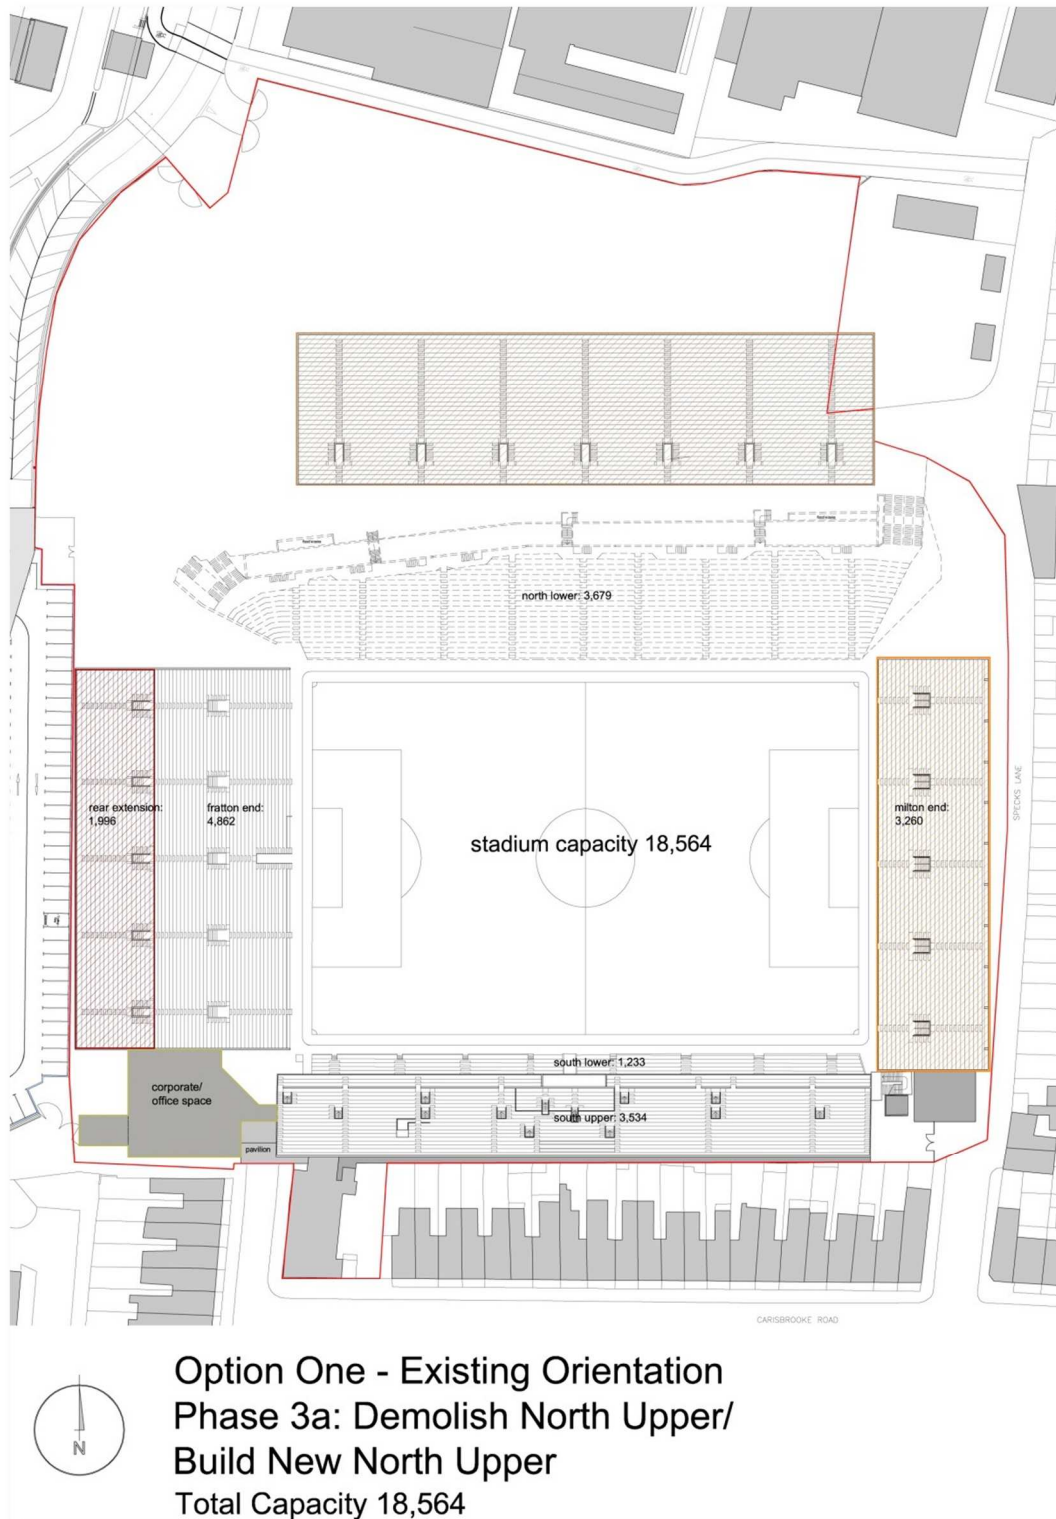 north lower: 3,679
rear extension:
1,996
fratton end:
4,862
stadium capacity 18,564
milton end:
3,260
SPECKS LANE
south lower: 1,233
south upper: 3,534
corporate/
office space
pavilion
CARISBROOKE ROAD
N
Option One - Existing Orientation
Phase 3a: Demolish North Upper/
Build New North Upper
Total Capacity 18,564